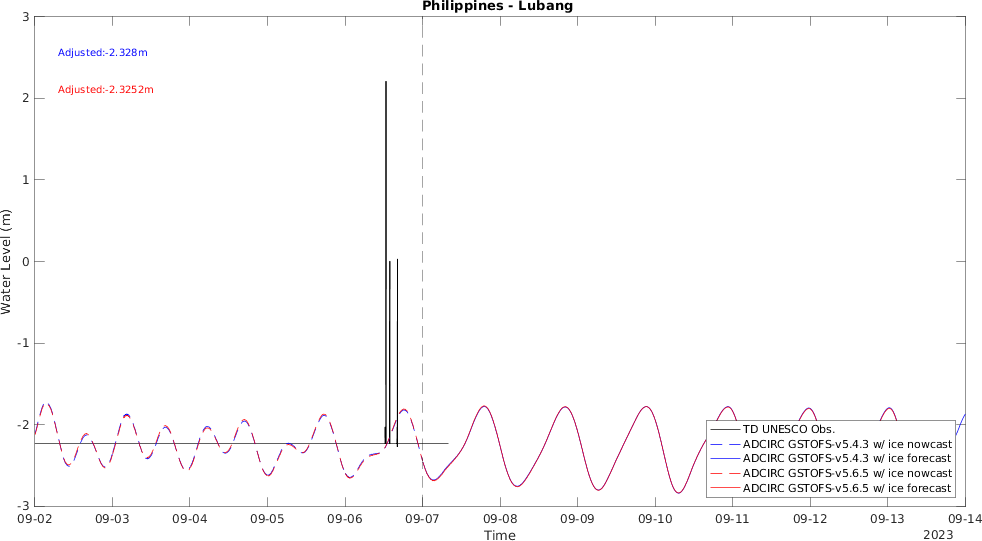 Philippines - Lubang
3
Adjusted:-2.328m
Adjusted:-2.3252m
2
1
0
-1
-2
-3
Water Level (m)
TD UNESCO Obs.
ADCIRC GSTOFS-v5.4.3 w/ ice nowcast
ADCIRC GSTOFS-v5.4.3 w/ ice forecast
ADCIRC GSTOFS-v5.6.5 w/ ice nowcast
ADCIRC GSTOFS-v5.6.5 w/ ice forecast
09-02 09-03 09-04 09-05 09-06 09-07 09-08 09-09 09-10 09-11 09-12 09-13 09-14
Time
2023